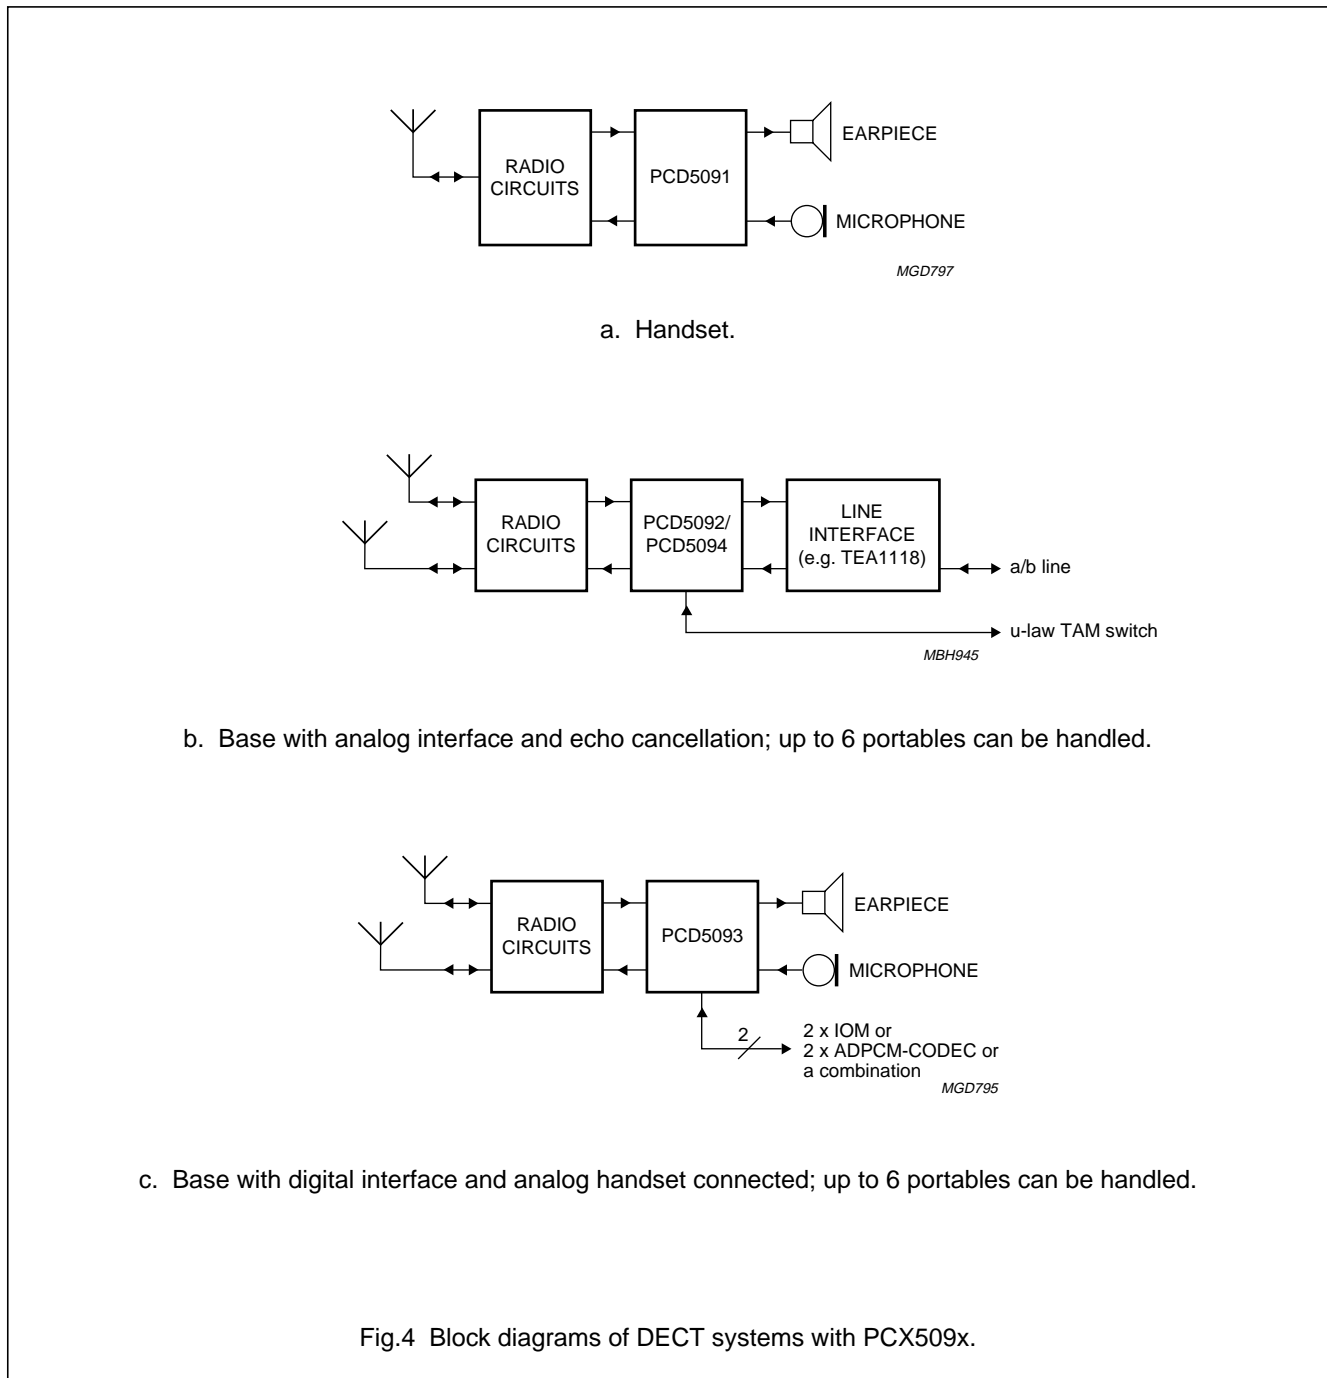 RADIO
CIRCUITS
PCD5091
EARPIECE
MICROPHONE
MGD797
a. Handset.
RADIO
CIRCUITS
PCD5092/
PCD5094
LINE
INTERFACE
(e.g. TEA1118)
a/b line
u-law TAM switch
MBH945
b. Base with analog interface and echo cancellation; up to 6 portables can be handled.
RADIO
CIRCUITS
PCD5093
EARPIECE
MICROPHONE
2
2 x IOM or
2 x ADPCM-CODEC or
a combination
MGD795
c. Base with digital interface and analog handset connected; up to 6 portables can be handled.
Fig.4 Block diagrams of DECT systems with PCX509x.